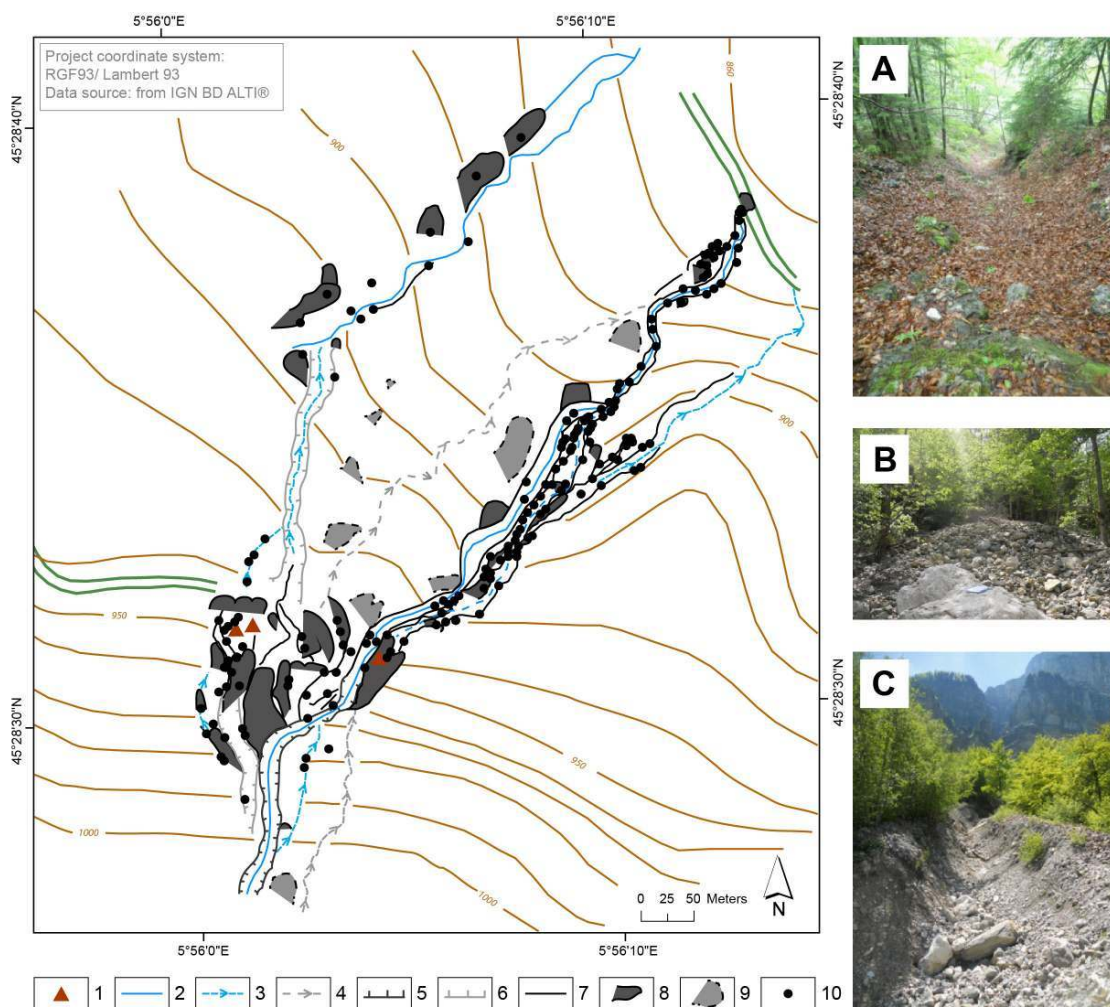 5°56'0"E
5°56'10"E
Project coordinate system:
RGF93/ Lambert 93
Data source: from IGN BD ALTI®
45°28'40"N
45°28'40"N
860
900
900
950
950
1000
1000
45°28'30"N
45°28'30"N
0 25 50 Meters
N
5°56'0"E
5°56'10"E
A
B
C
1 2 3 4 5 6 7 8 9 10